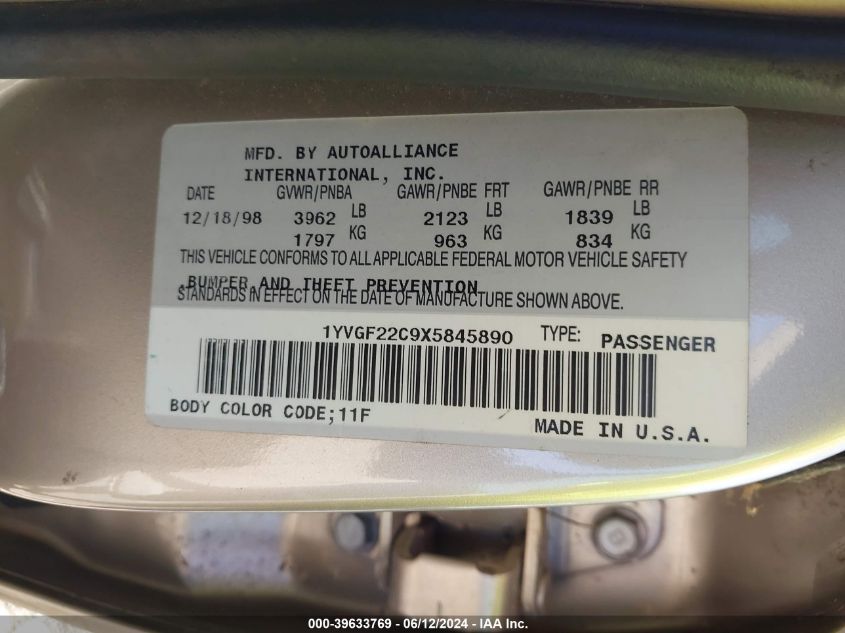 MFD. BY AUTOALLIANCE
INTERNATIONAL, INC.
DATE GVWR/PNBA GAWR/PNBE FRT GAWR/PNBE RR
12/18/98 3962 LB 2123 LB 1839 LB
1797 KG 963 KG 834 KG
THIS VEHICLE CONFORMS TO ALL APPLICABLE FEDERAL MOTOR VEHICLE SAFETY
,BUMPER,AND THEFT PREVENTION
STANDARDS IN EFFECT ON THE DATE OF MANUFACTURE SHOWN ABOVE.
1YVGF22C9X5845890 TYPE: PASSENGER
BODY COLOR CODE;11F
MADE IN U.S.A.
000-39633769 - 06/12/2024 - IAA Inc.